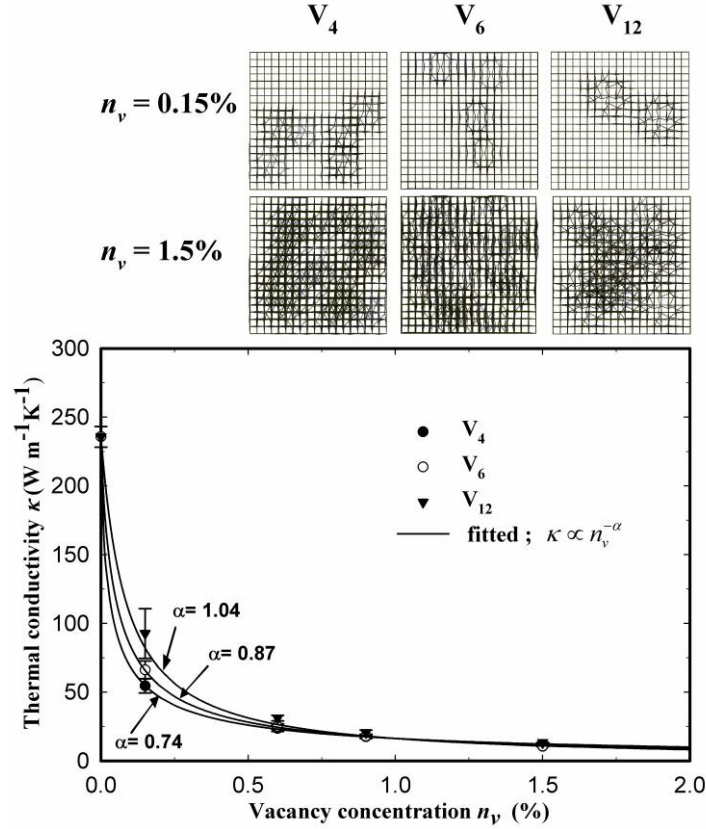 V4 V6 V12
nv = 0.15%
nv = 1.5%
300
250
200
150
100
50
0
Thermal conductivity κ (W m-1K-1)
V4
V6
V12
fitted ; κ ∝ nv-α
α= 1.04
α= 0.87
α= 0.74
0.0 0.5 1.0 1.5 2.0
Vacancy concentration nv (%)